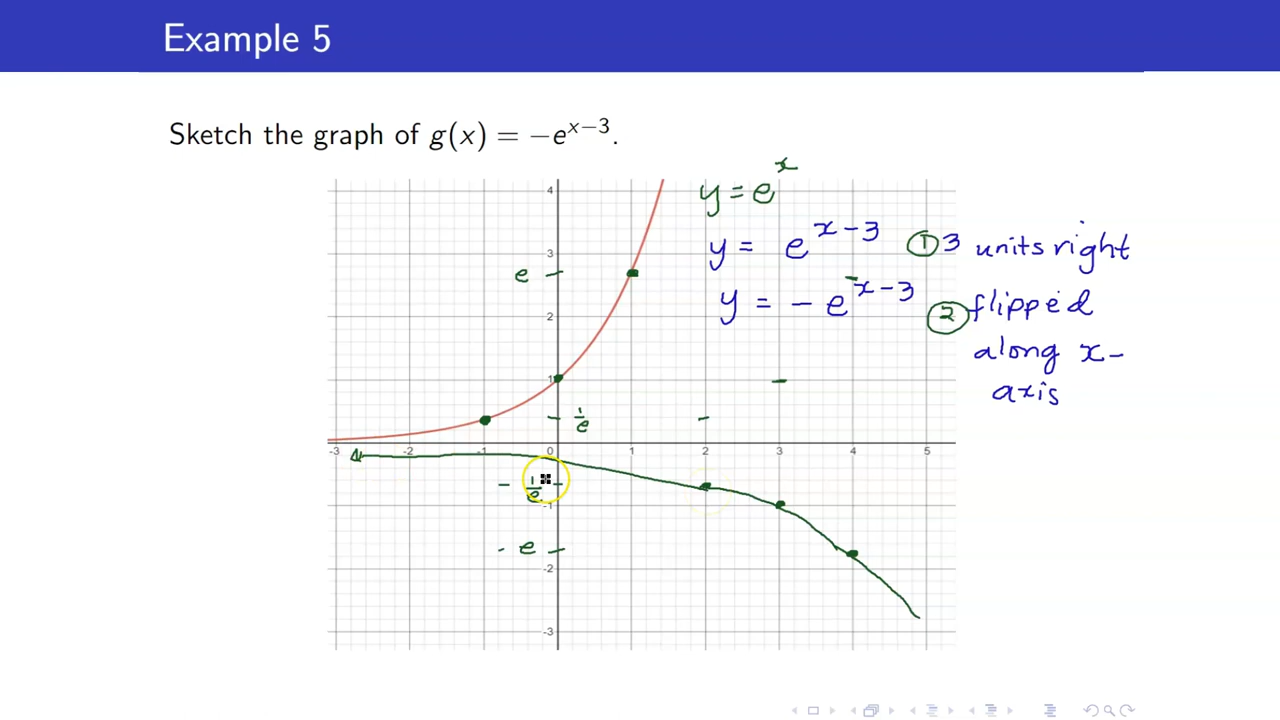 Example 5
Sketch the graph of g(x) = −e^{x−3}.
y = e^x
y = e^{x-3} ① 3 units right
y = - e^{x-3} ② flipped
along x-
axis
4
3
e
2
1
1/e
-3 -2 -1 0 1 2 3 4 5
- 1/e
-1
- e
-2
-3